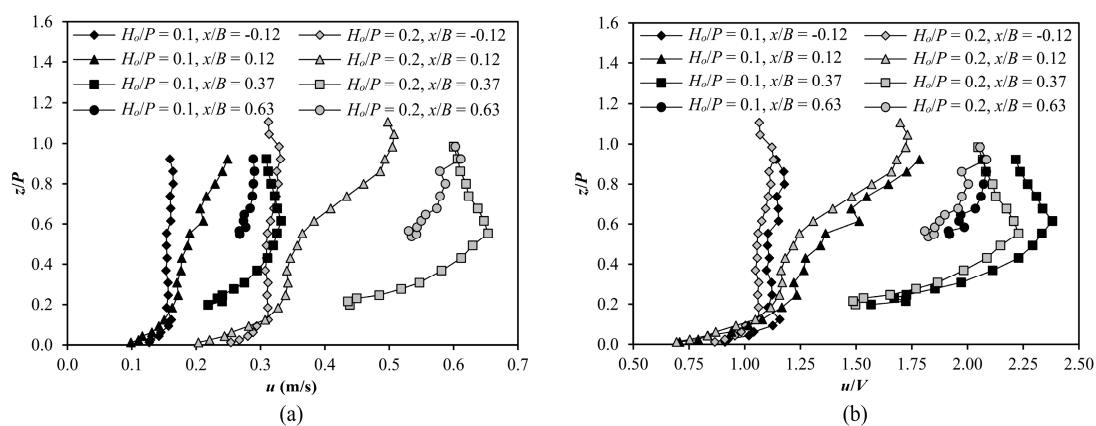 1.6
1.4
1.2
1.0
0.8
0.6
0.4
0.2
0.0
z/P
Hₒ/P = 0.1, x/B = -0.12
Hₒ/P = 0.1, x/B = 0.12
Hₒ/P = 0.1, x/B = 0.37
Hₒ/P = 0.1, x/B = 0.63
Hₒ/P = 0.2, x/B = -0.12
Hₒ/P = 0.2, x/B = 0.12
Hₒ/P = 0.2, x/B = 0.37
Hₒ/P = 0.2, x/B = 0.63
0.0 0.1 0.2 0.3 0.4 0.5 0.6 0.7
u (m/s)
(a)
1.6
1.4
1.2
1.0
0.8
0.6
0.4
0.2
0.0
z/P
Hₒ/P = 0.1, x/B = -0.12
Hₒ/P = 0.1, x/B = 0.12
Hₒ/P = 0.1, x/B = 0.37
Hₒ/P = 0.1, x/B = 0.63
Hₒ/P = 0.2, x/B = -0.12
Hₒ/P = 0.2, x/B = 0.12
Hₒ/P = 0.2, x/B = 0.37
Hₒ/P = 0.2, x/B = 0.63
0.50 0.75 1.00 1.25 1.50 1.75 2.00 2.25 2.50
u/V
(b)